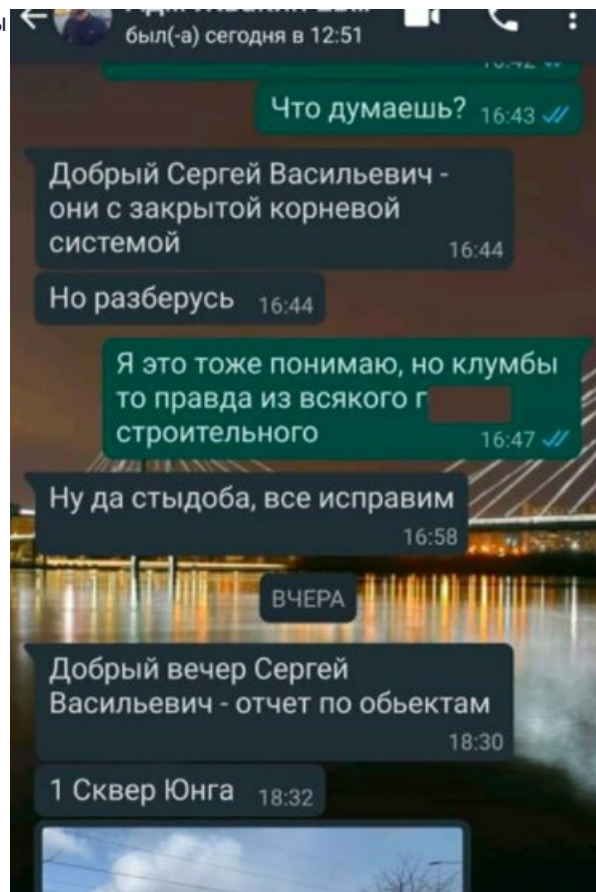 ы
был(-а) сегодня в 12:51
Что думаешь? 16:43
Добрый Сергей Васильевич -
они с закрытой корневой
системой
16:44
Но разберусь 16:44
Я это тоже понимаю, но клумбы
то правда из всякого г
строительного
16:47
Ну да стыдоба, все исправим
16:58
ВЧЕРА
Добрый вечер Сергей
Васильевич - отчет по обьектам
18:30
1 Сквер Юнга 18:32